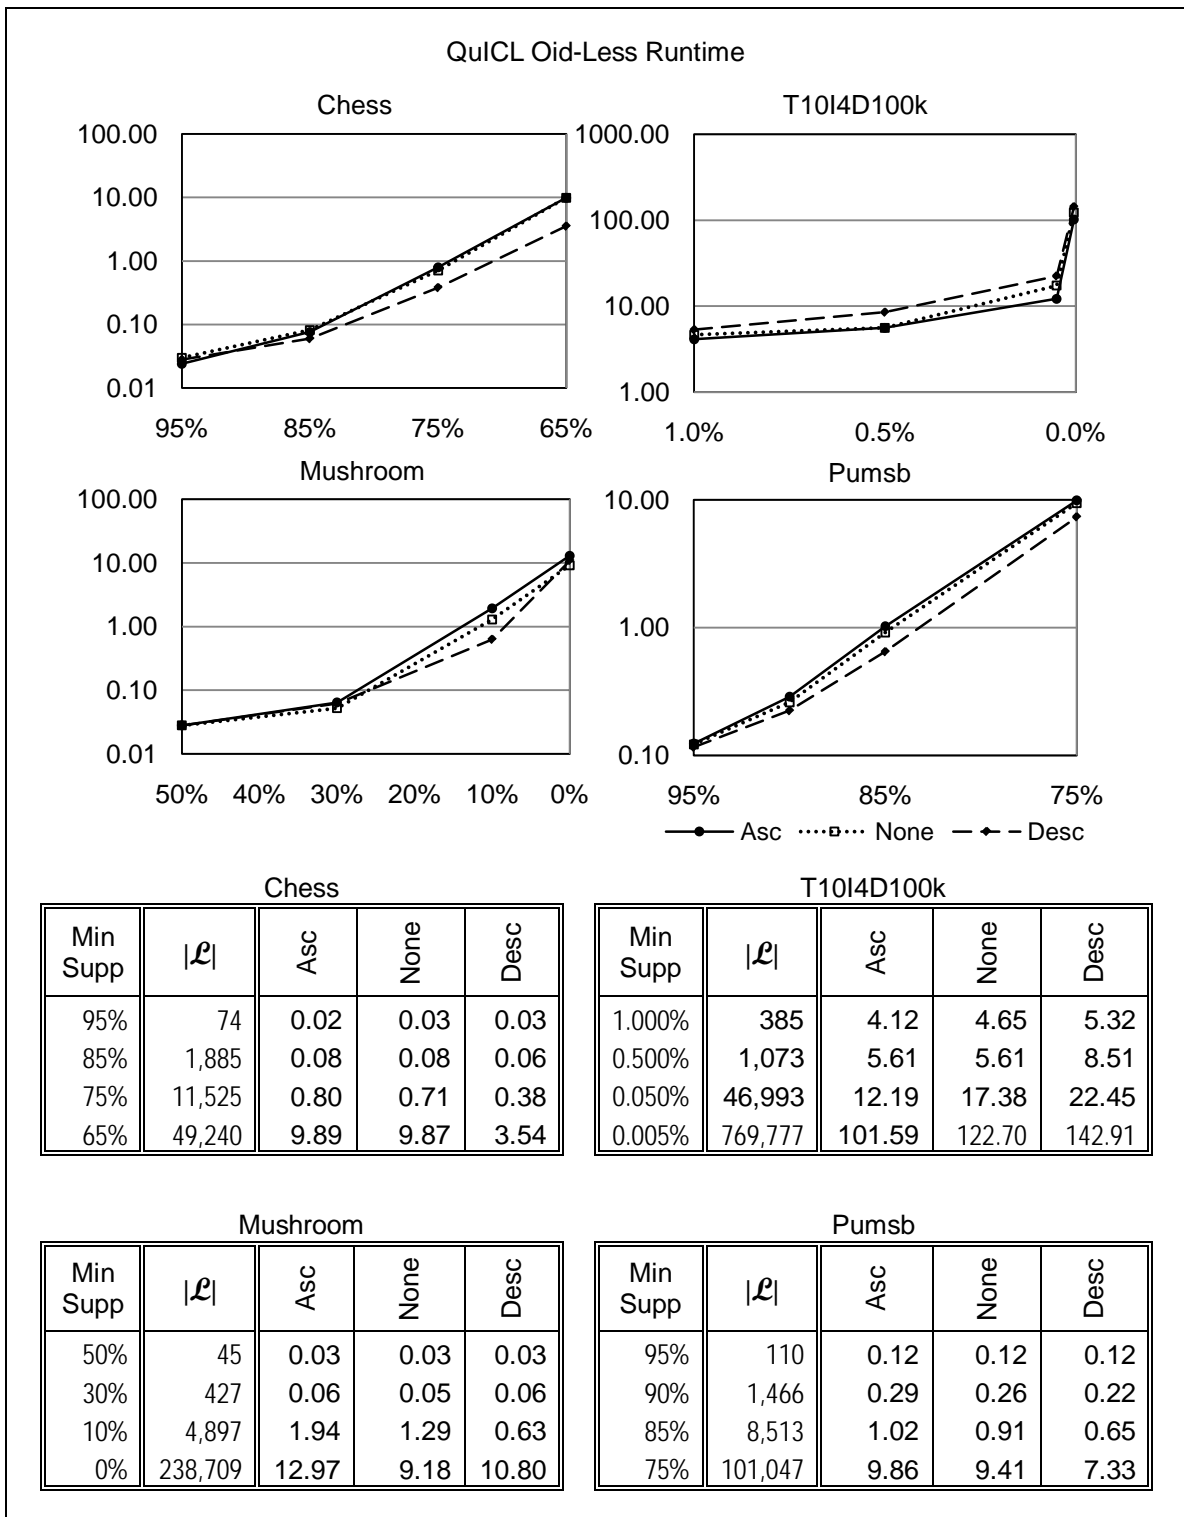 QuICL Oid-Less Runtime
Chess
100.00
10.00
1.00
0.10
0.01
95% 85% 75% 65%
T10I4D100k
1000.00
100.00
10.00
1.00
1.0% 0.5% 0.0%
Mushroom
100.00
10.00
1.00
0.10
0.01
50% 40% 30% 20% 10% 0%
Pumsb
10.00
1.00
0.10
95% 85% 75%
Asc None Desc
Chess
Min Supp |ℒ| Asc None Desc
95% 74 0.02 0.03 0.03
85% 1,885 0.08 0.08 0.06
75% 11,525 0.80 0.71 0.38
65% 49,240 9.89 9.87 3.54
T10I4D100k
Min Supp |ℒ| Asc None Desc
1.000% 385 4.12 4.65 5.32
0.500% 1,073 5.61 5.61 8.51
0.050% 46,993 12.19 17.38 22.45
0.005% 769,777 101.59 122.70 142.91
Mushroom
Min Supp |ℒ| Asc None Desc
50% 45 0.03 0.03 0.03
30% 427 0.06 0.05 0.06
10% 4,897 1.94 1.29 0.63
0% 238,709 12.97 9.18 10.80
Pumsb
Min Supp |ℒ| Asc None Desc
95% 110 0.12 0.12 0.12
90% 1,466 0.29 0.26 0.22
85% 8,513 1.02 0.91 0.65
75% 101,047 9.86 9.41 7.33